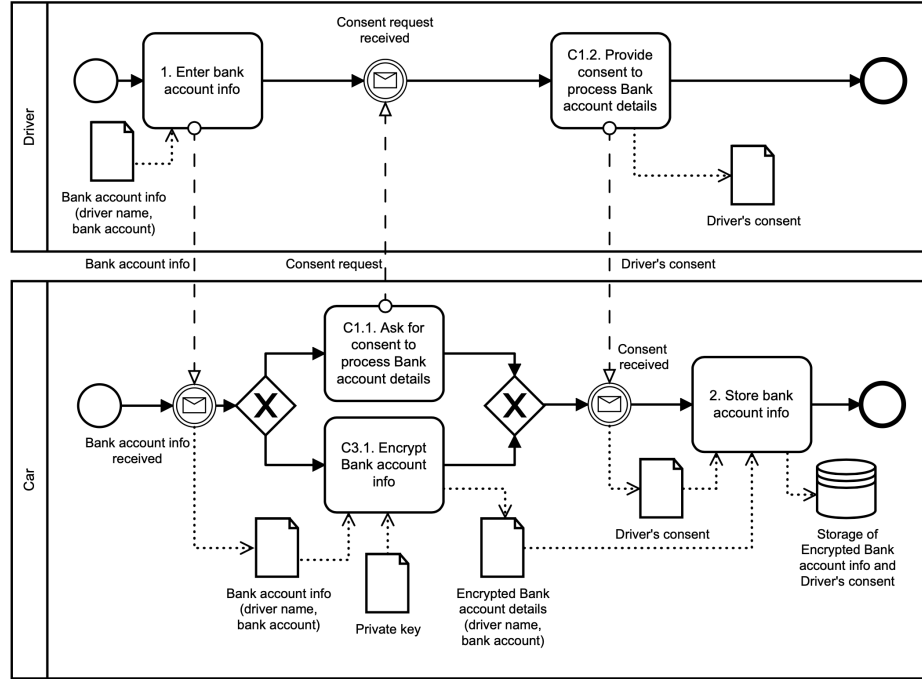 Driver
Consent request
received
1. Enter bank
account info
C1.2. Provide
consent to
process Bank
account details
Bank account info
(driver name,
bank account)
Driver's consent
Bank account info
Consent request
Driver's consent
Car
C1.1. Ask for
consent to
process Bank
account details
Consent
received
2. Store bank
account info
X
X
Bank account info
received
C3.1. Encrypt
Bank account
info
Driver's consent
Storage of
Encrypted Bank
account info and
Driver's consent
Bank account info
(driver name,
bank account)
Private key
Encrypted Bank
account details
(driver name,
bank account)